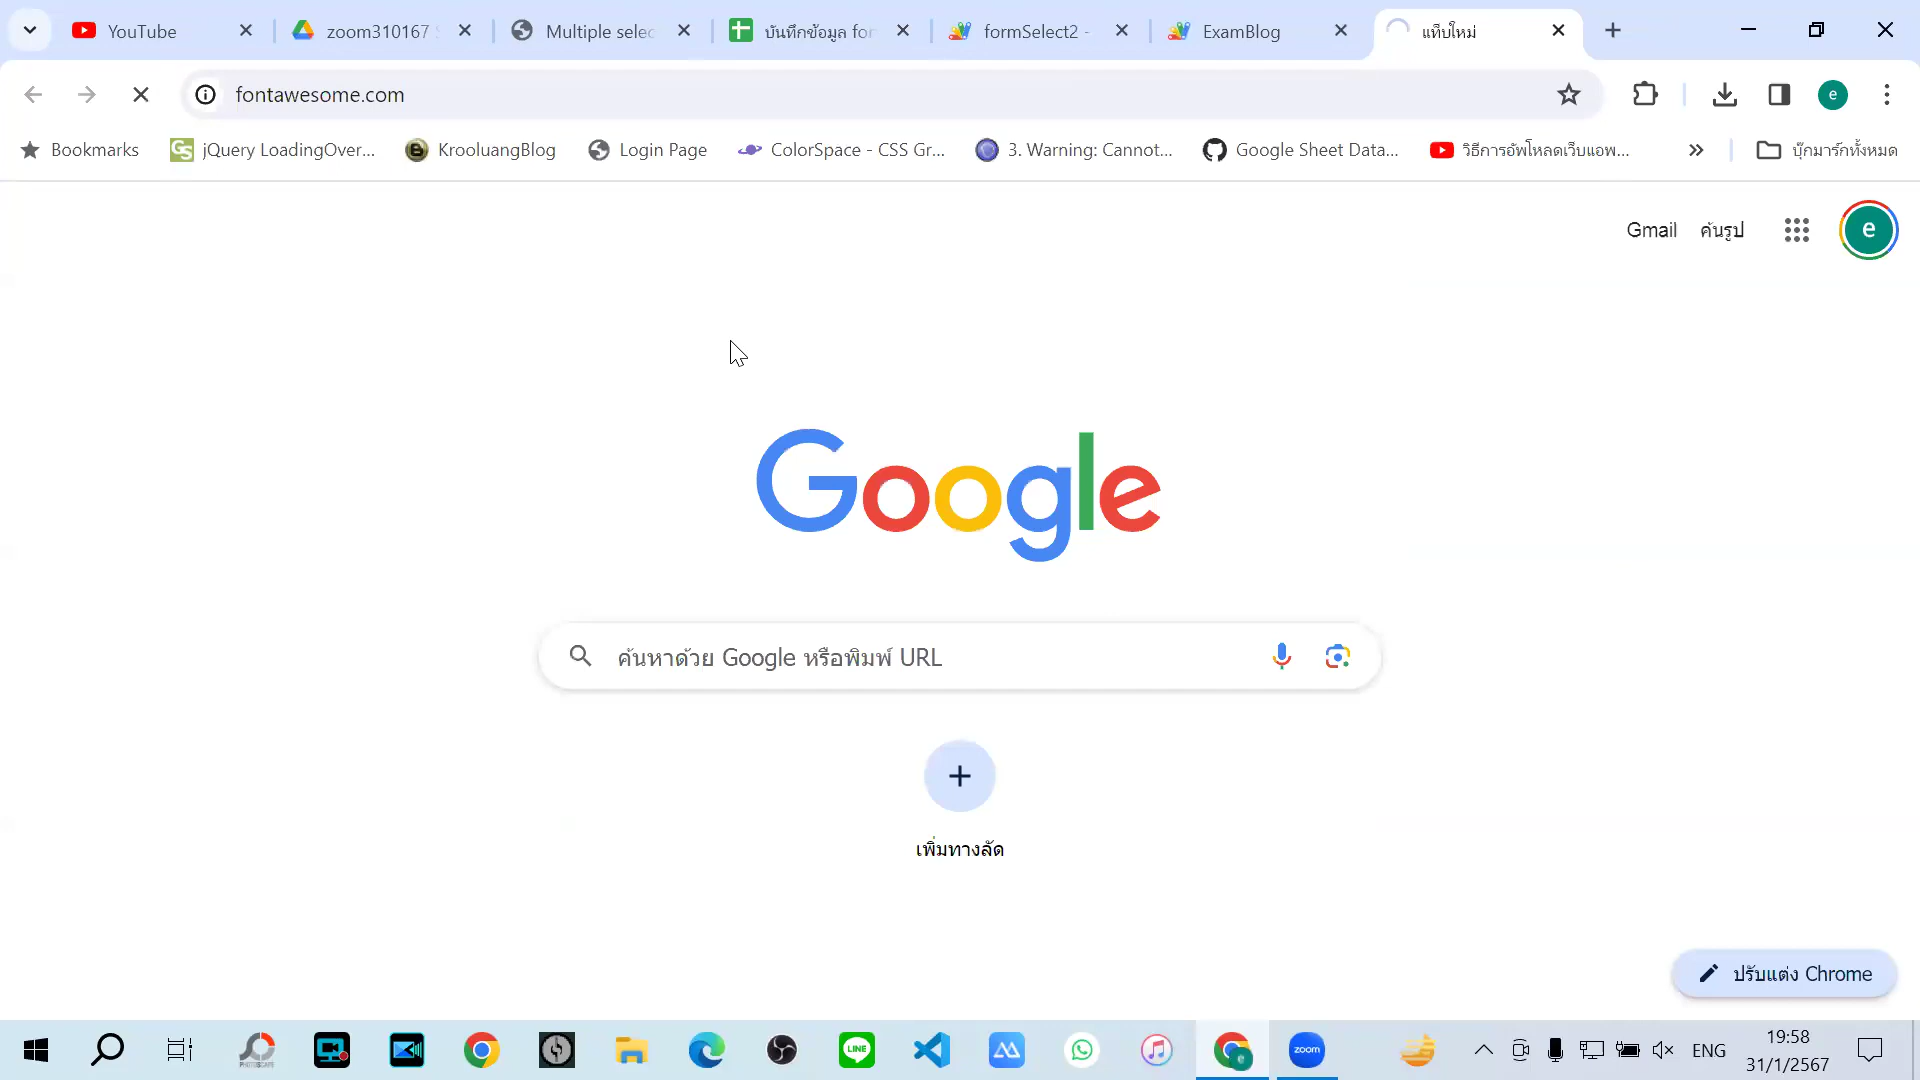 YouTube
zoom310167
Multiple selec
บันทึกข้อมูล for
formSelect2 -
ExamBlog
แท็บใหม่
fontawesome.com
e
Bookmarks
jQuery LoadingOver...
KrooluangBlog
Login Page
ColorSpace - CSS Gr...
3. Warning: Cannot...
Google Sheet Data...
วิธีการอัพโหลดเว็บแอพ...
บุ๊กมาร์กทั้งหมด
Gmail
ค้นรูป
e
Google
ค้นหาด้วย Google หรือพิมพ์ URL
เพิ่มทางลัด
ปรับแต่ง Chrome
LINE
e
zoom
ENG
19:58
31/1/2567